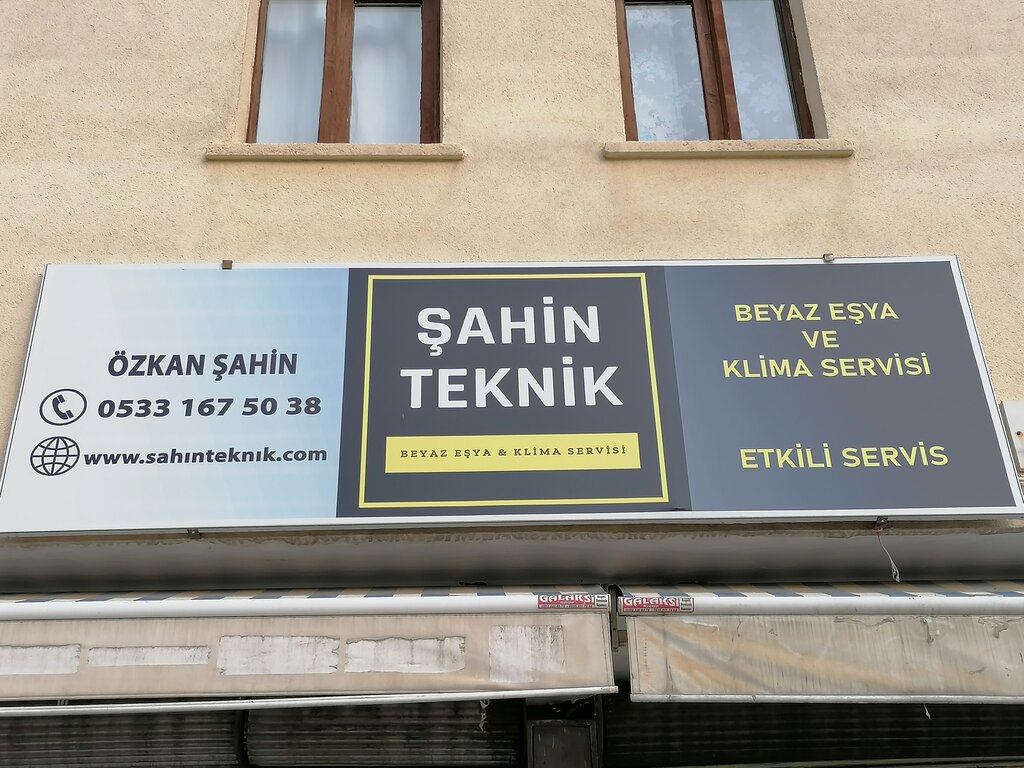 ÖZKAN ŞAHİN
0533 167 50 38
www.sahınteknık.com
ŞAHİN
TEKNİK
BEYAZ EŞYA & KLİMA SERVİSİ
BEYAZ EŞYA
VE
KLİMA SERVİSİ
ETKİLİ SERVİS
GALAKSİ
GALAKSİ